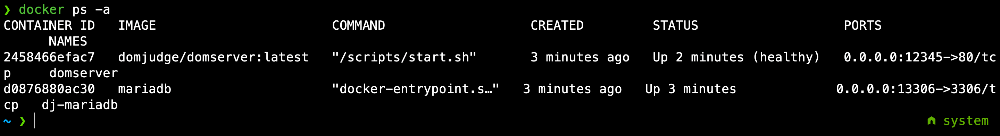 ❯ docker ps -a
CONTAINER ID   IMAGE                       COMMAND                   CREATED         STATUS                   PORTS
      NAMES
2458466efac7   domjudge/domserver:latest   "/scripts/start.sh"       3 minutes ago   Up 2 minutes (healthy)   0.0.0.0:12345->80/tc
p     domserver
d0876880ac30   mariadb                     "docker-entrypoint.s…"   3 minutes ago   Up 3 minutes             0.0.0.0:13306->3306/t
cp   dj-mariadb
~ ❯ system